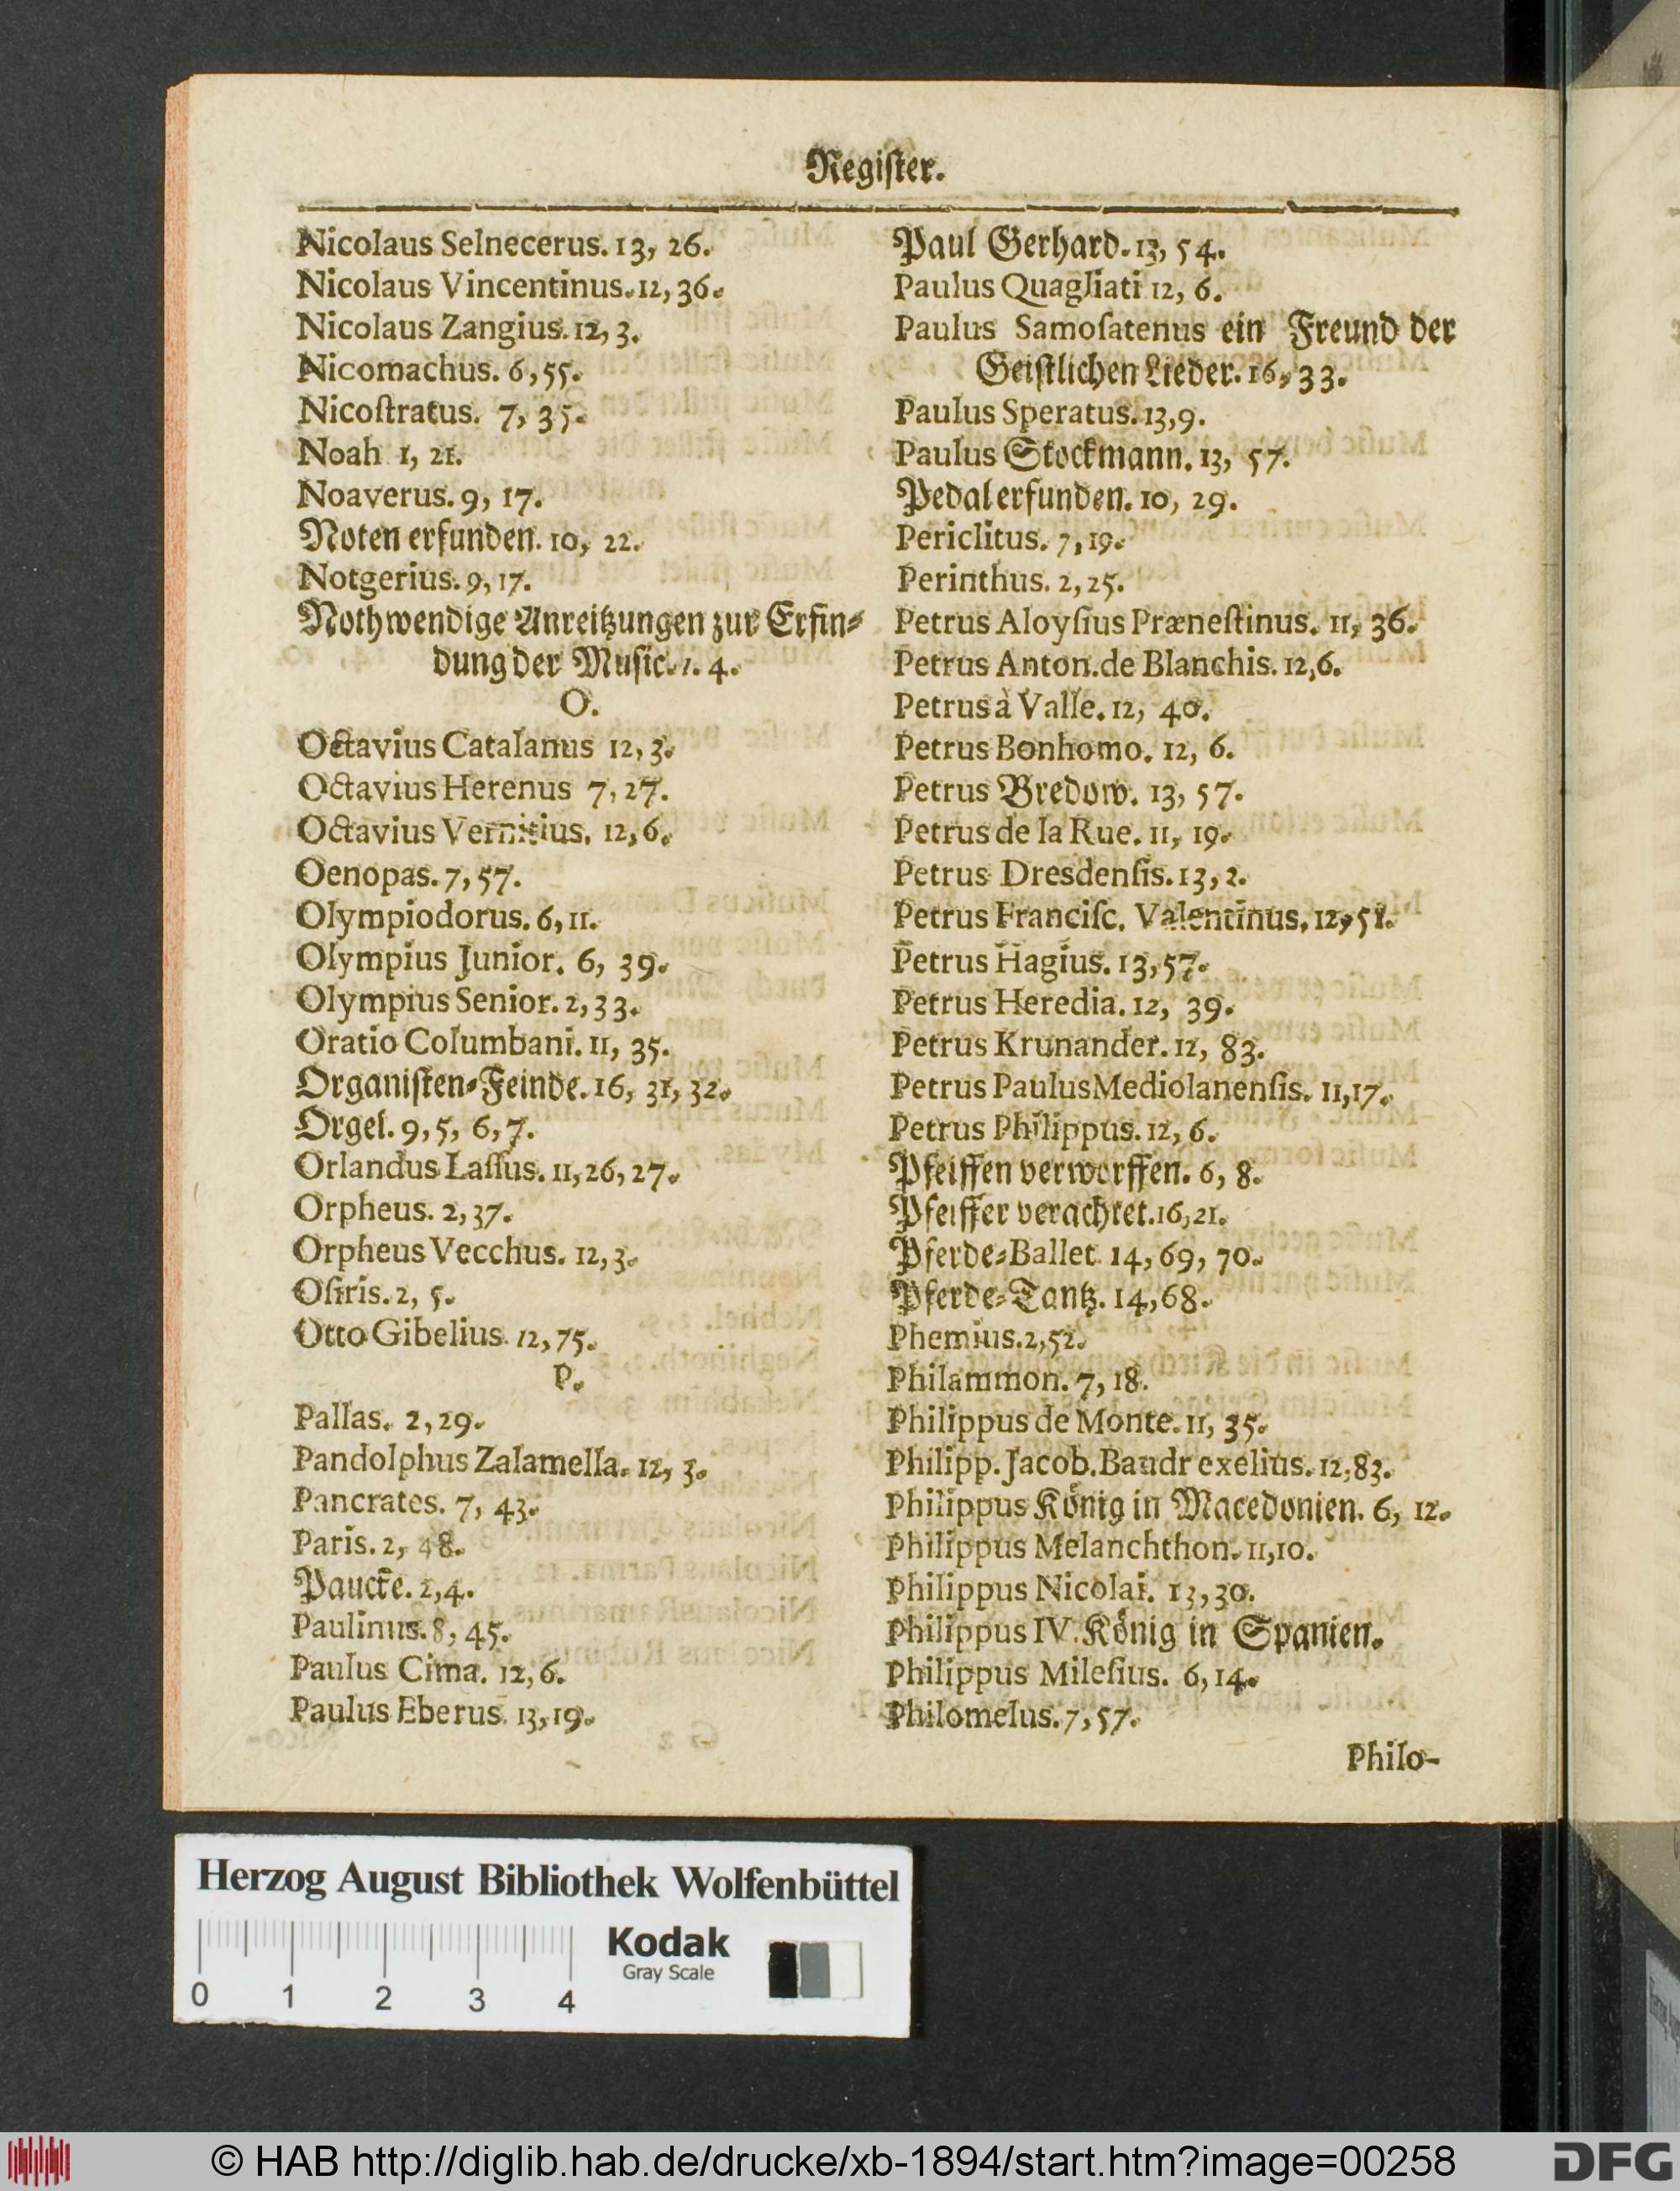 Regiſter.
Nicolaus Selnecerus. 13, 26.
Nicolaus Vincentinus. 12, 36.
Nicolaus Zangius. 12, 3.
Nicomachus. 6, 55.
Nicoſtratus. 7, 35.
Noah 1, 21.
Noaverus. 9, 17.
Noten erfunden. 10, 22.
Notgerius. 9, 17.
Nothwendige Anreitzungen zur Erfin-
dung der Muſic. 1. 4.
O.
Octavius Catalanus 12, 3.
Octavius Herenus 7, 27.
Octavius Vernitius. 12, 6.
Oenopas. 7, 57.
Olympiodorus. 6, 11.
Olympius Junior. 6, 39.
Olympius Senior. 2, 33.
Oratio Columbani. 11, 35.
Organiſten-Feinde. 16, 31, 32.
Orgel. 9, 5, 6, 7.
Orlandus Laſſus. 11, 26, 27.
Orpheus. 2, 37.
Orpheus Vecchus. 12, 3.
Oſiris. 2, 5.
Otto Gibelius. 12, 75.
P.
Pallas. 2, 29.
Pandolphus Zalamella. 12, 3.
Pancrates. 7, 43.
Paris. 2, 48.
Paucke. 2, 4.
Paulinus. 8, 45.
Paulus Cima. 12, 6.
Paulus Eberus. 13, 19.
Paul Gerhard. 13, 54.
Paulus Quagliati 12, 6.
Paulus Samoſatenus ein Freund der
Geiſtlichen Lieder. 16, 33.
Paulus Speratus. 13, 9.
Paulus Stockmann. 13, 57.
Pedal erfunden. 10, 29.
Periclitus. 7, 19.
Perinthus. 2, 25.
Petrus Aloyſius Præneſtinus. 11, 36.
Petrus Anton. de Blanchis. 12, 6.
Petrus à Valle. 12, 40.
Petrus Bonhomo. 12, 6.
Petrus Bredow. 13, 57.
Petrus de la Rue. 11, 19.
Petrus Dresdenſis. 13, 2.
Petrus Franciſc. Valentinus. 12, 51.
Petrus Hagius. 13, 57.
Petrus Heredia. 12, 39.
Petrus Krunander. 12, 83.
Petrus Paulus Mediolanenſis. 11, 17.
Petrus Philippus. 12, 6.
Pfeiffen verworffen. 6, 8.
Pfeiffer verachtet. 16, 21.
Pferde-Ballet 14, 69, 70.
Pferde-Tantz. 14, 68.
Phemius. 2, 52.
Philammon. 7, 18.
Philippus de Monte. 11, 35.
Philipp. Jacob. Baudrexelius. 12, 83.
Philippus König in Macedonien. 6, 12.
Philippus Melanchthon. 11, 10.
Philippus Nicolai. 13, 30.
Philippus IV. König in Spanien.
Philippus Mileſius. 6, 14.
Philomelus. 7, 57.
Philo-
Herzog August Bibliothek Wolfenbüttel
Kodak
Gray Scale
0 1 2 3 4
© HAB http://diglib.hab.de/drucke/xb-1894/start.htm?image=00258
DFG